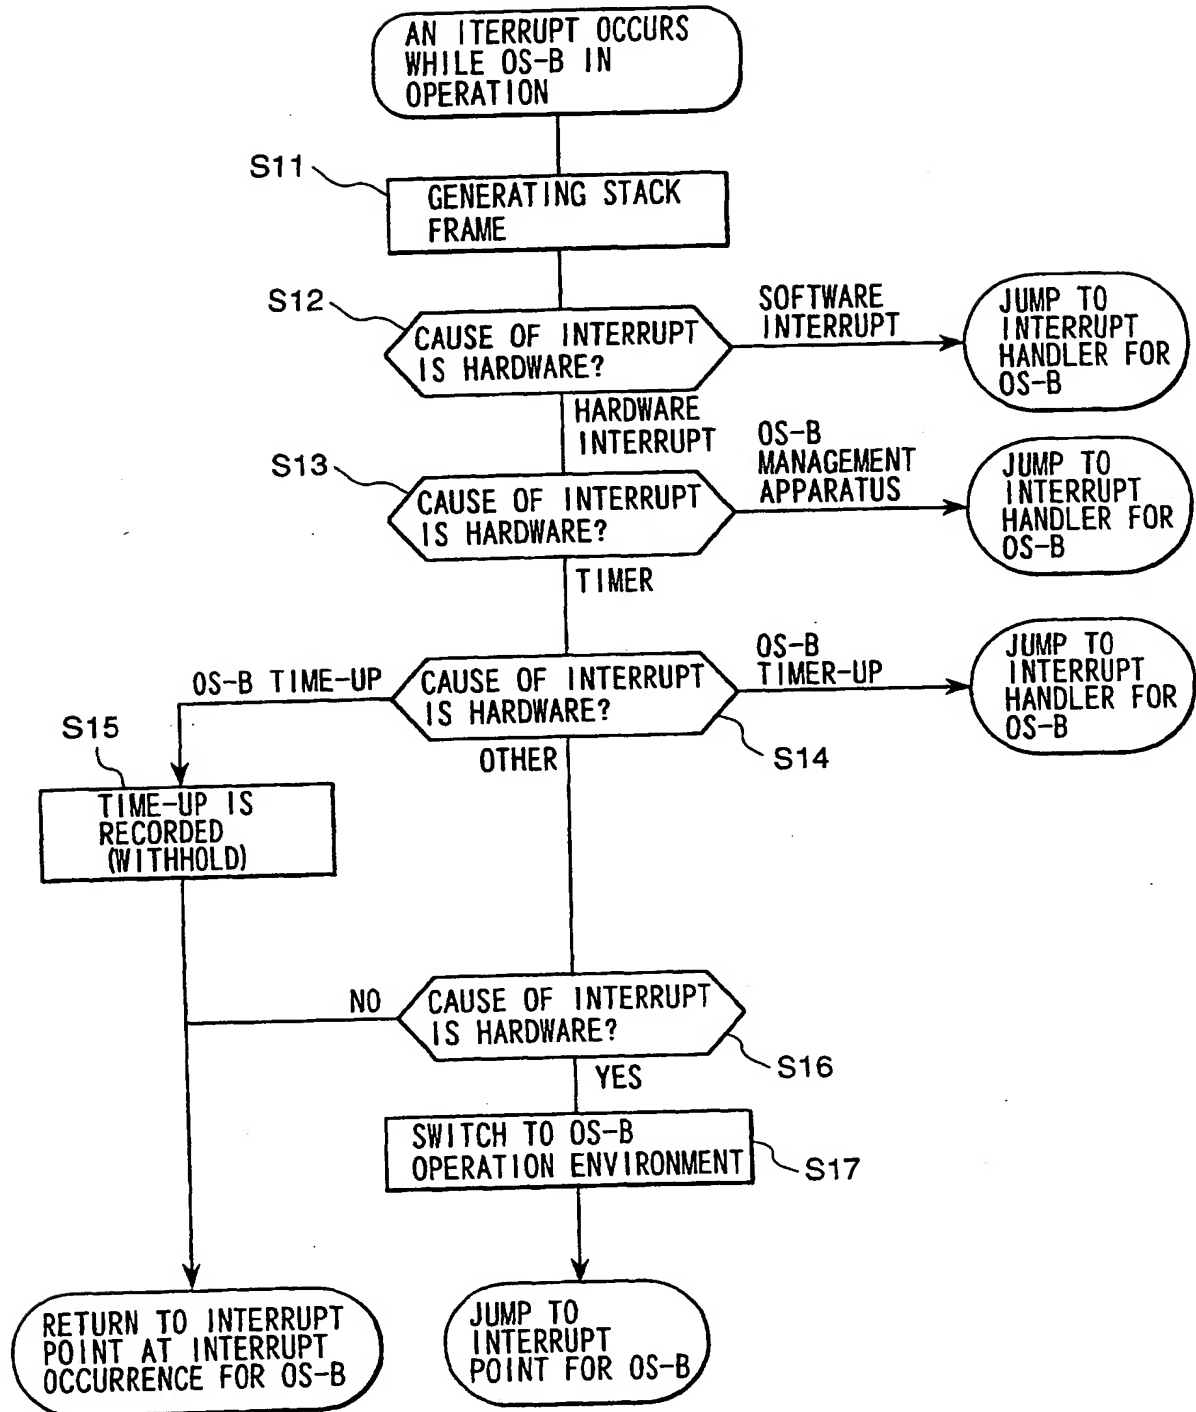 AN ITERRUPT OCCURS
WHILE OS-B IN
OPERATION
S11
GENERATING STACK
FRAME
S12
CAUSE OF INTERRUPT
IS HARDWARE?
SOFTWARE
INTERRUPT
JUMP TO
INTERRUPT
HANDLER FOR
OS-B
HARDWARE
INTERRUPT
S13
CAUSE OF INTERRUPT
IS HARDWARE?
OS-B
MANAGEMENT
APPARATUS
JUMP TO
INTERRUPT
HANDLER FOR
OS-B
TIMER
OS-B TIME-UP
CAUSE OF INTERRUPT
IS HARDWARE?
OS-B
TIMER-UP
JUMP TO
INTERRUPT
HANDLER FOR
OS-B
S14
S15
OTHER
TIME-UP IS
RECORDED
(WITHHOLD)
NO
CAUSE OF INTERRUPT
IS HARDWARE?
S16
YES
SWITCH TO OS-B
OPERATION ENVIRONMENT
S17
RETURN TO INTERRUPT
POINT AT INTERRUPT
OCCURRENCE FOR OS-B
JUMP TO
INTERRUPT
POINT FOR OS-B